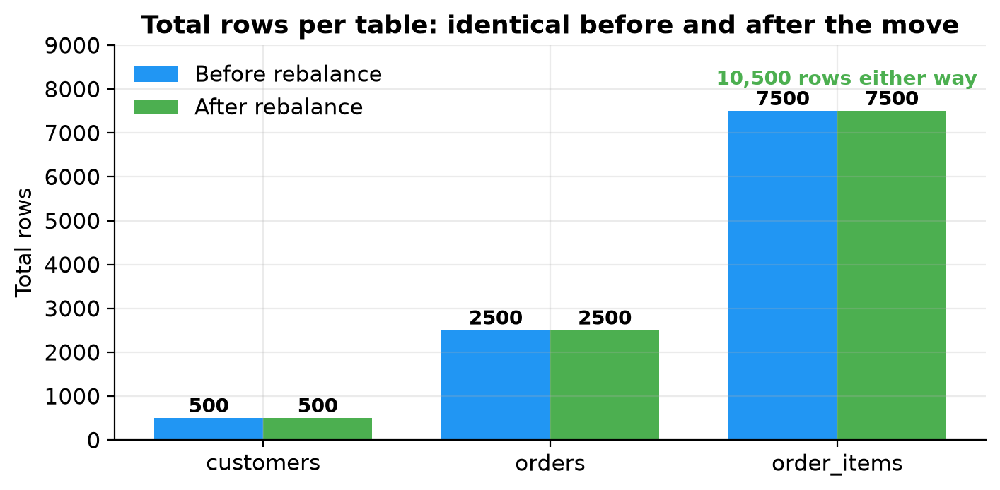 Total rows per table: identical before and after the move
Before rebalance
After rebalance
10,500 rows either way
Total rows
9000
8000
7000
6000
5000
4000
3000
2000
1000
0
500
500
2500
2500
7500
7500
customers
orders
order_items